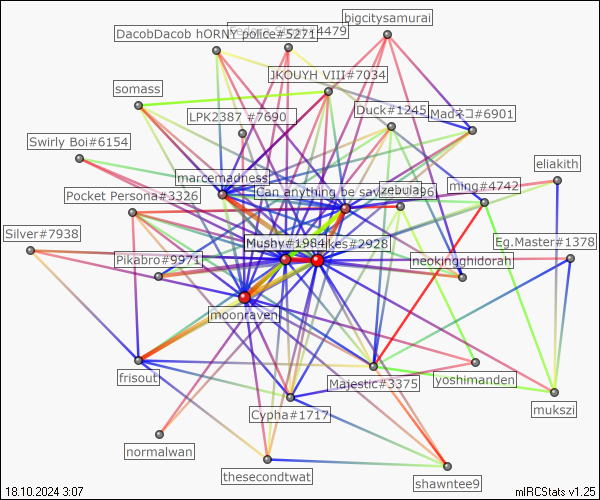 bigcitysamurai
DacobDacob hORNY police#5271
4479
JKOUYH VIII#7034
somass
LPK2387 #7690
Duck#1245
Madネコ#6901
Swirly Boi#6154
eliakith
marcemadness
Can anything be sav
96
zebula
ming#4742
Pocket Persona#3326
Silver#7938
Mushy#1984
ikes#2928
Eg.Master#1378
Pikabro#9971
neokingghidorah
moonraven
frisout
Majestic#3375
yoshimanden
Cypha#1717
mukszi
normalwan
thesecondtwat
shawntee9
18.10.2024 3:07
mIRCStats v1.25